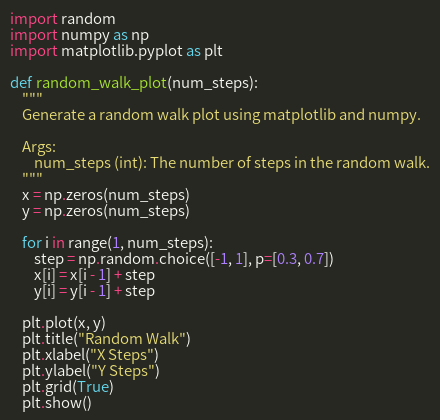 import random
import numpy as np
import matplotlib.pyplot as plt

def random_walk_plot(num_steps):
    """
    Generate a random walk plot using matplotlib and numpy.

    Args:
        num_steps (int): The number of steps in the random walk.
    """
    x = np.zeros(num_steps)
    y = np.zeros(num_steps)

    for i in range(1, num_steps):
        step = np.random.choice([-1, 1], p=[0.3, 0.7])
        x[i] = x[i - 1] + step
        y[i] = y[i - 1] + step

    plt.plot(x, y)
    plt.title("Random Walk")
    plt.xlabel("X Steps")
    plt.ylabel("Y Steps")
    plt.grid(True)
    plt.show()